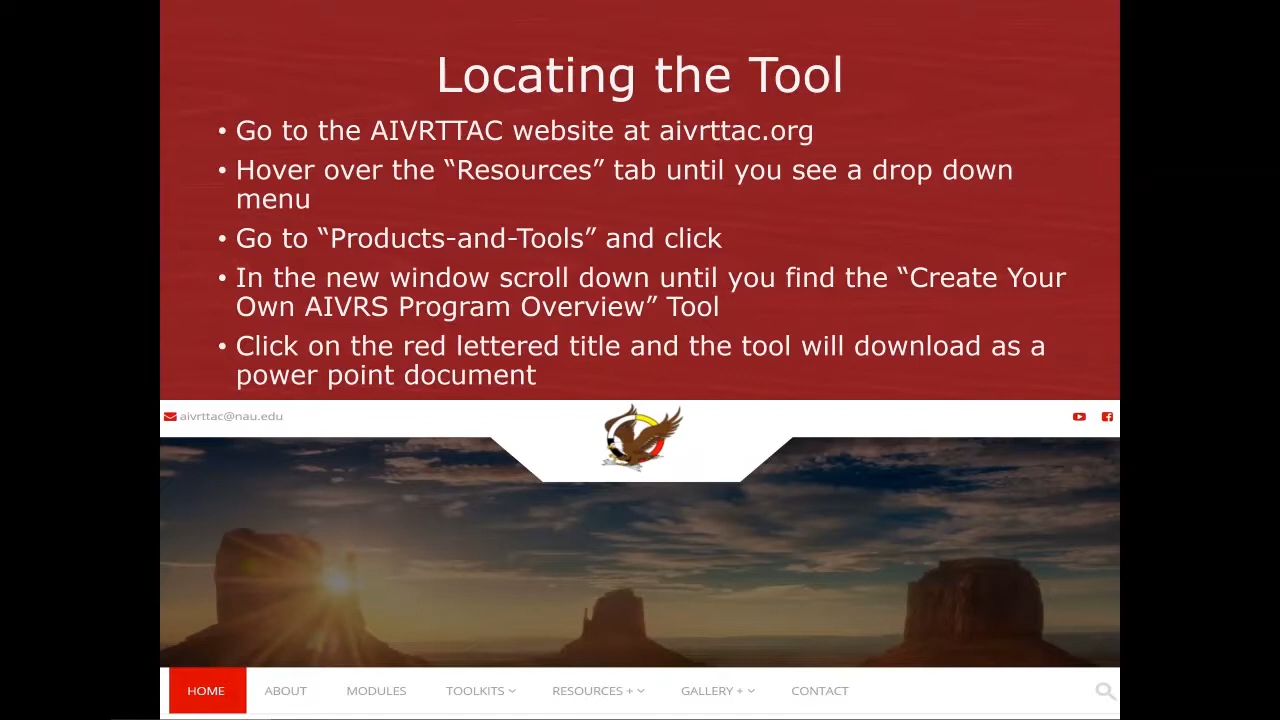 Locating the Tool
• Go to the AIVRTTAC website at aivrttac.org
• Hover over the “Resources” tab until you see a drop down
menu
• Go to “Products-and-Tools” and click
• In the new window scroll down until you find the “Create Your
Own AIVRS Program Overview” Tool
• Click on the red lettered title and the tool will download as a
power point document
aivrttac@nau.edu
HOME ABOUT MODULES TOOLKITS RESOURCES + GALLERY + CONTACT